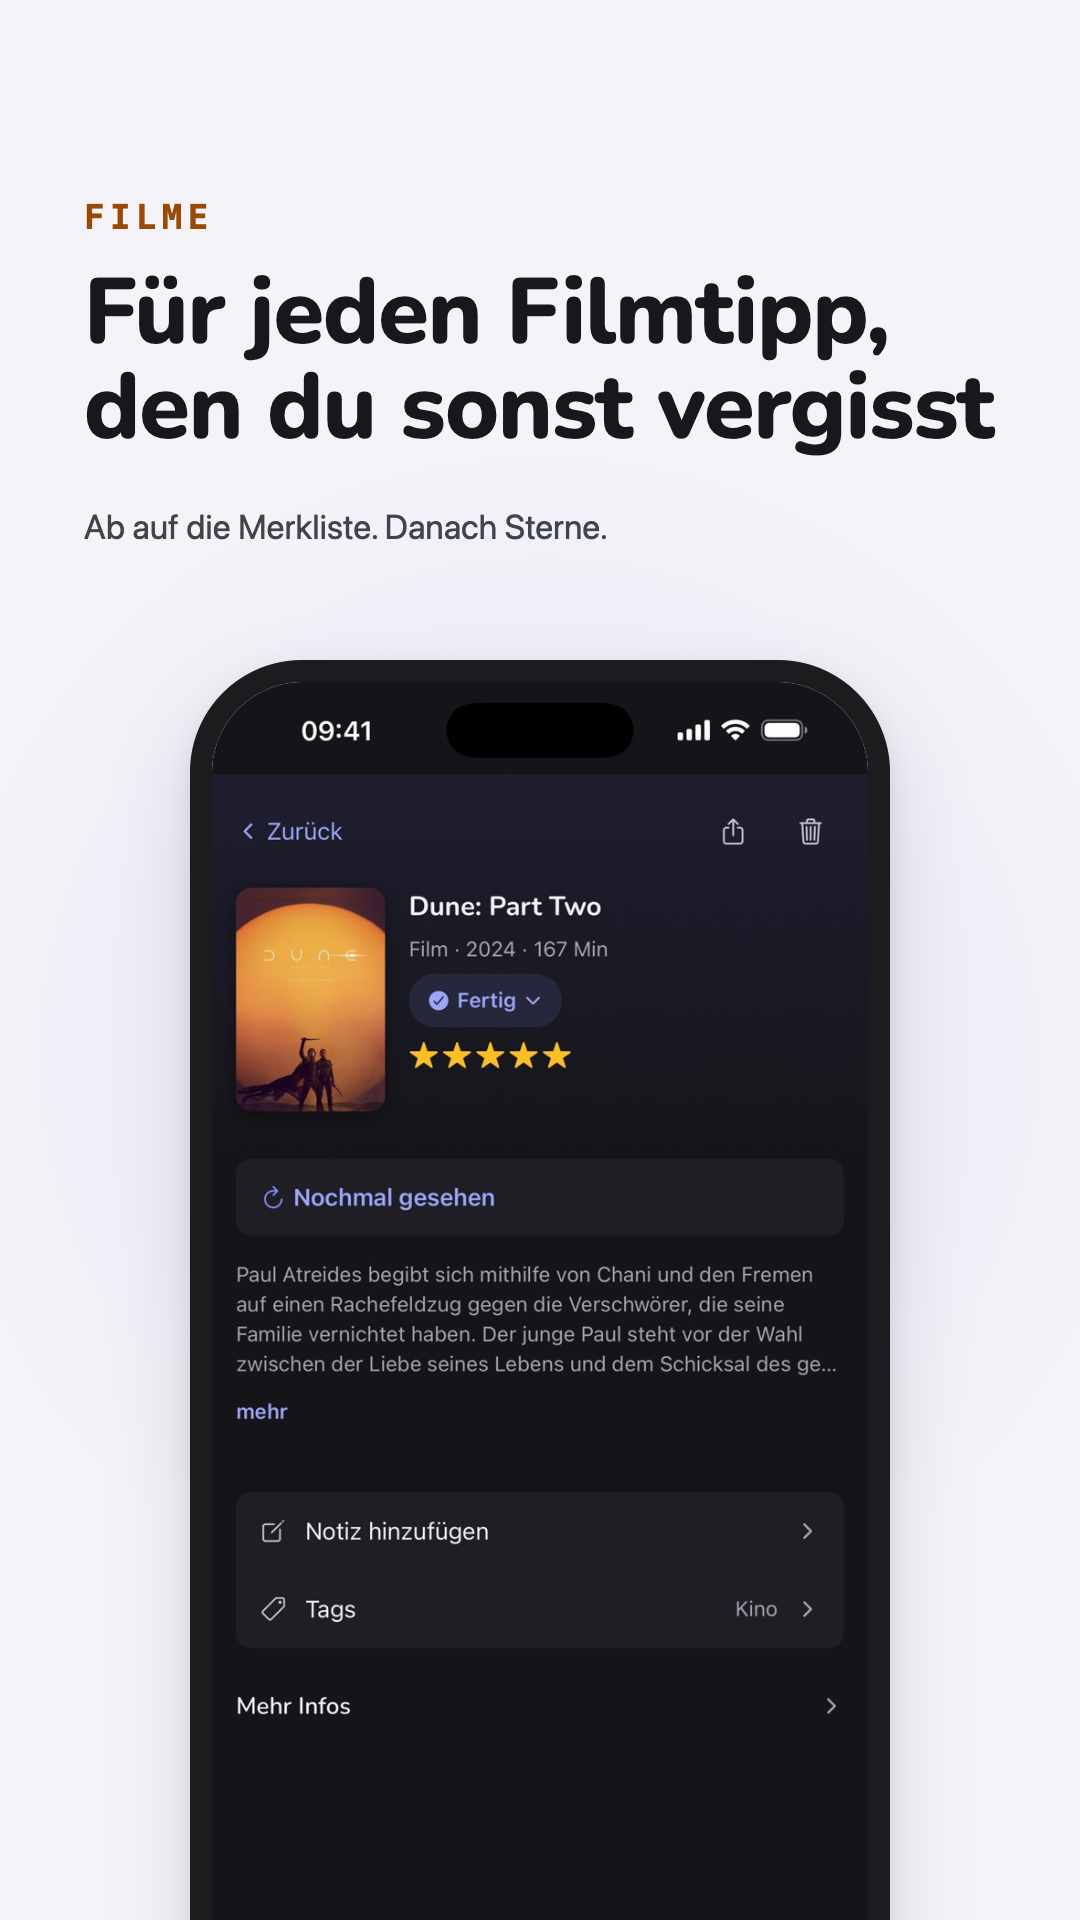 FILME
Für jeden Filmtipp,
den du sonst vergisst
Ab auf die Merkliste. Danach Sterne.
09:41
Zurück
DUNE
Dune: Part Two
Film · 2024 · 167 Min
Fertig
Nochmal gesehen
Paul Atreides begibt sich mithilfe von Chani und den Fremen
auf einen Rachefeldzug gegen die Verschwörer, die seine
Familie vernichtet haben. Der junge Paul steht vor der Wahl
zwischen der Liebe seines Lebens und dem Schicksal des ge...
mehr
Notiz hinzufügen
Tags
Kino
Mehr Infos